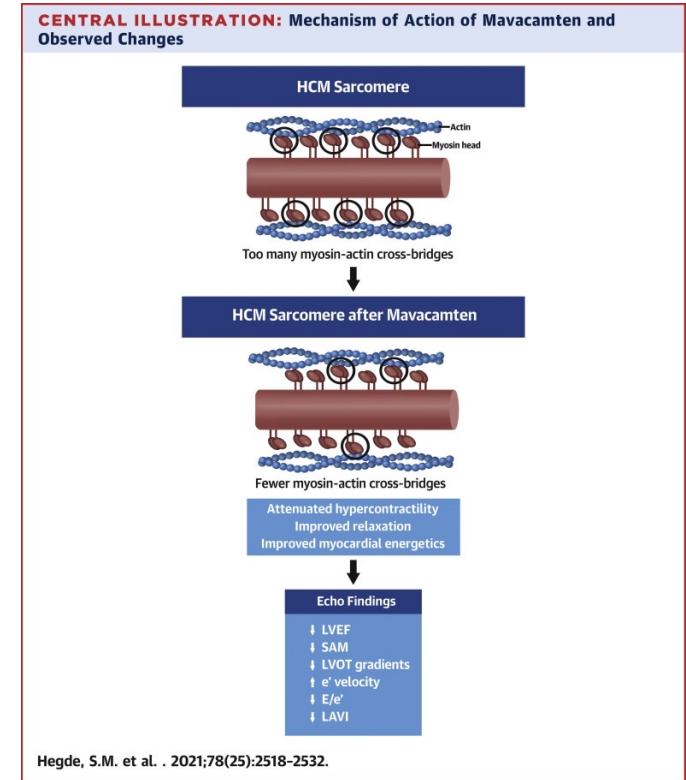 CENTRAL ILLUSTRATION: Mechanism of Action of Mavacamten and
Observed Changes
HCM Sarcomere
Actin
Myosin head
Too many myosin-actin cross-bridges
HCM Sarcomere after Mavacamten
Fewer myosin-actin cross-bridges
Attenuated hypercontractility
Improved relaxation
Improved myocardial energetics
Echo Findings
⬇ LVEF
⬇ SAM
⬇ LVOT gradients
⬆ e' velocity
⬇ E/e'
⬇ LAVI
Hegde, S.M. et al. . 2021;78(25):2518–2532.